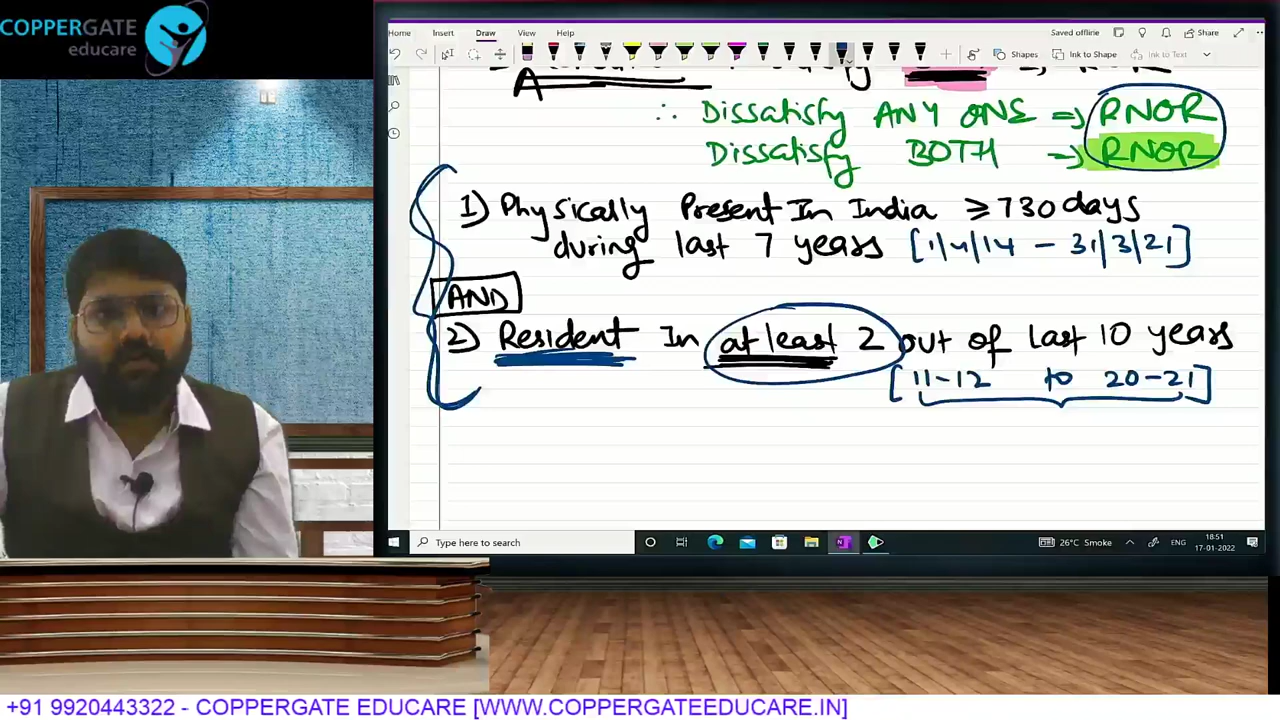 COPPERGATE
educare
Home Insert Draw View Help
Saved offline
Share
Shapes
Ink to Shape
Ink to Text
∴ Dissatisfy ANY ONE ⇒ RNOR
Dissatisfy BOTH ⇒ RNOR
1) Physically Present In India ≥ 730 days
during last 7 years [1/4/14 - 31/3/21]
AND
2) Resident In at least 2 out of last 10 years
[11-12 to 20-21]
Type here to search
26°C Smoke
ENG
18:51
17-01-2022
+91 9920443322 - COPPERGATE EDUCARE [WWW.COPPERGATEEDUCARE.IN]